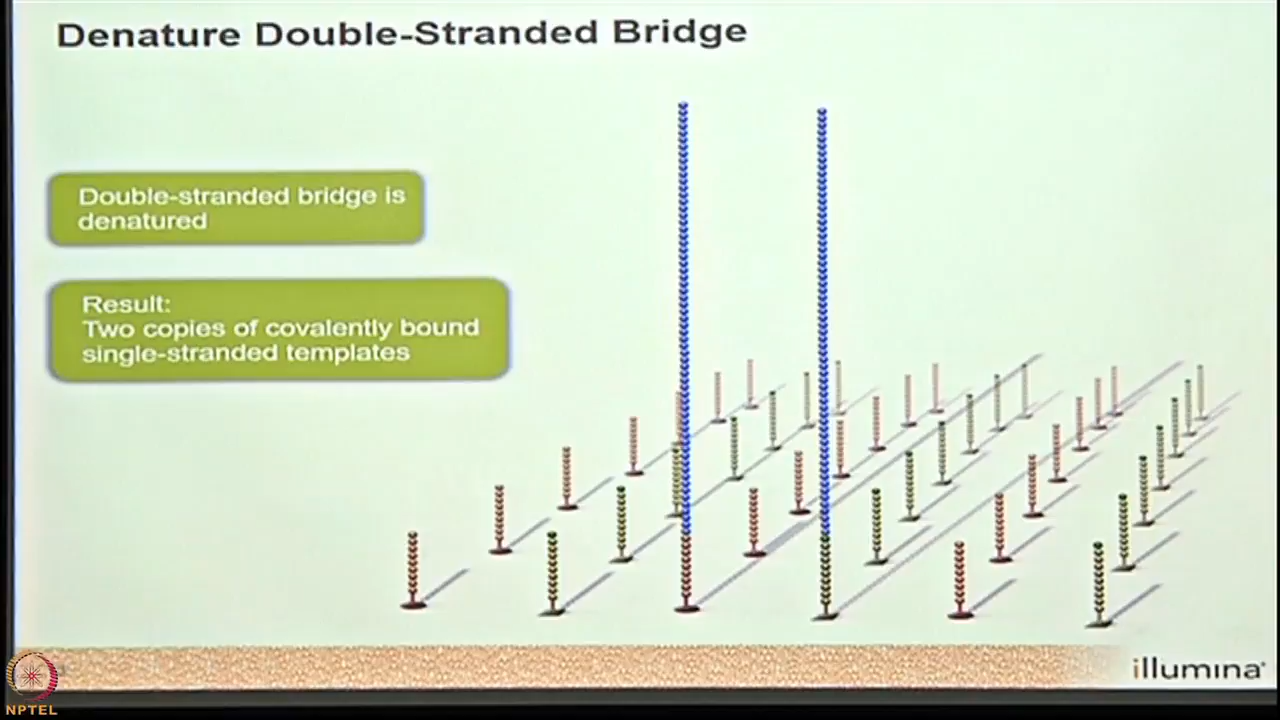 Denature Double-Stranded Bridge
Double-stranded bridge is
denatured
Result:
Two copies of covalently bound
single-stranded templates
illumina
NPTEL